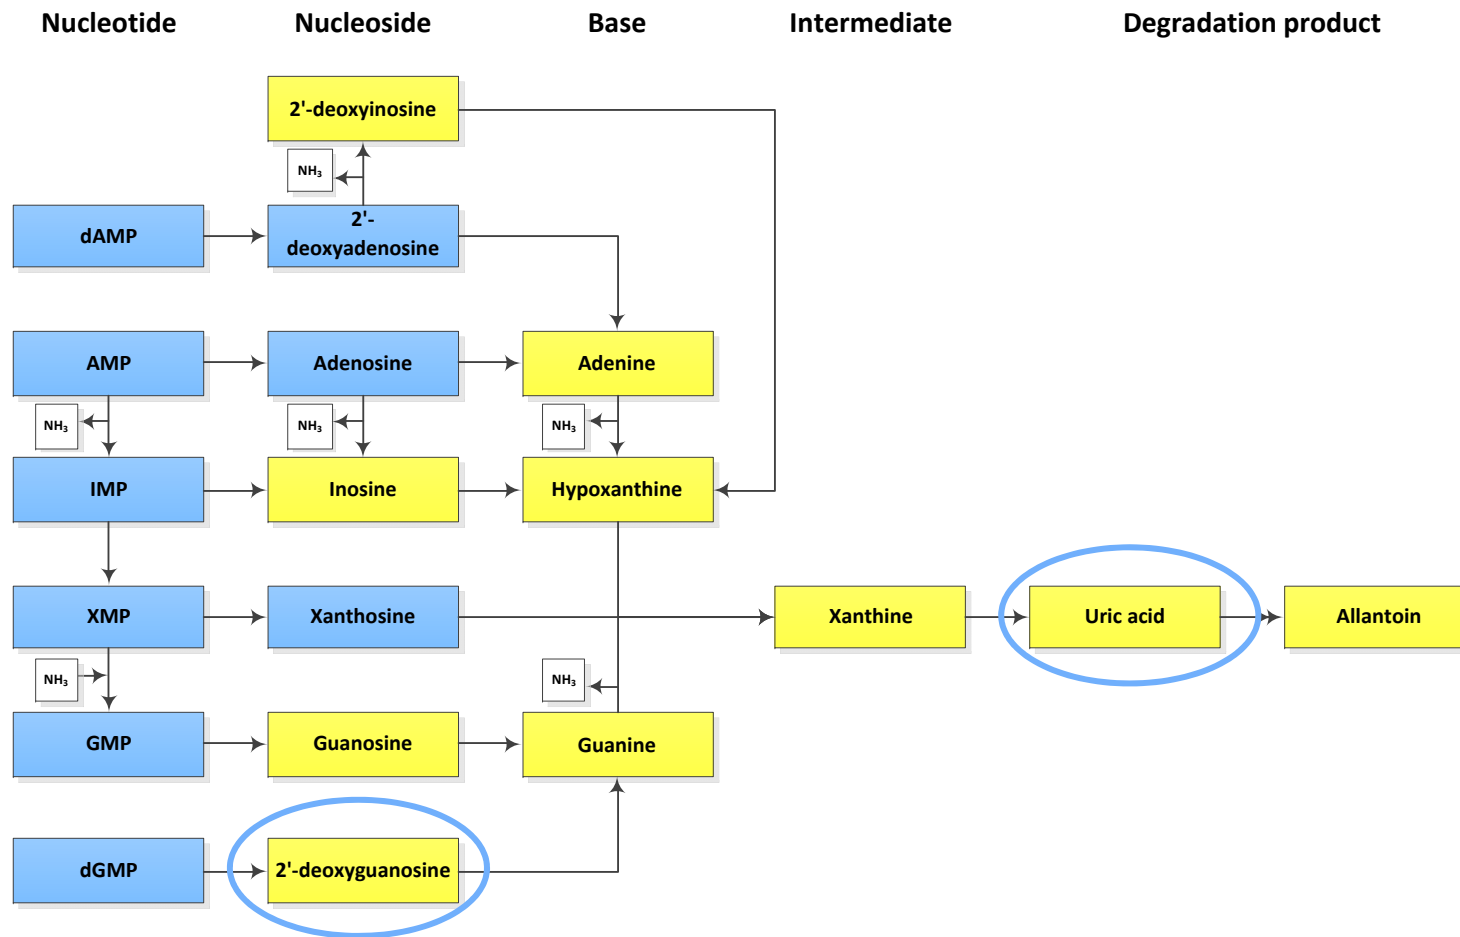 Nucleotide Nucleoside Base Intermediate Degradation product
2'-deoxyinosine
NH₃
dAMP 2'-
deoxyadenosine
AMP Adenosine Adenine
NH₃ NH₃ NH₃
IMP Inosine Hypoxanthine
XMP Xanthosine Xanthine Uric acid Allantoin
NH₃ NH₃
GMP Guanosine Guanine
dGMP 2'-deoxyguanosine